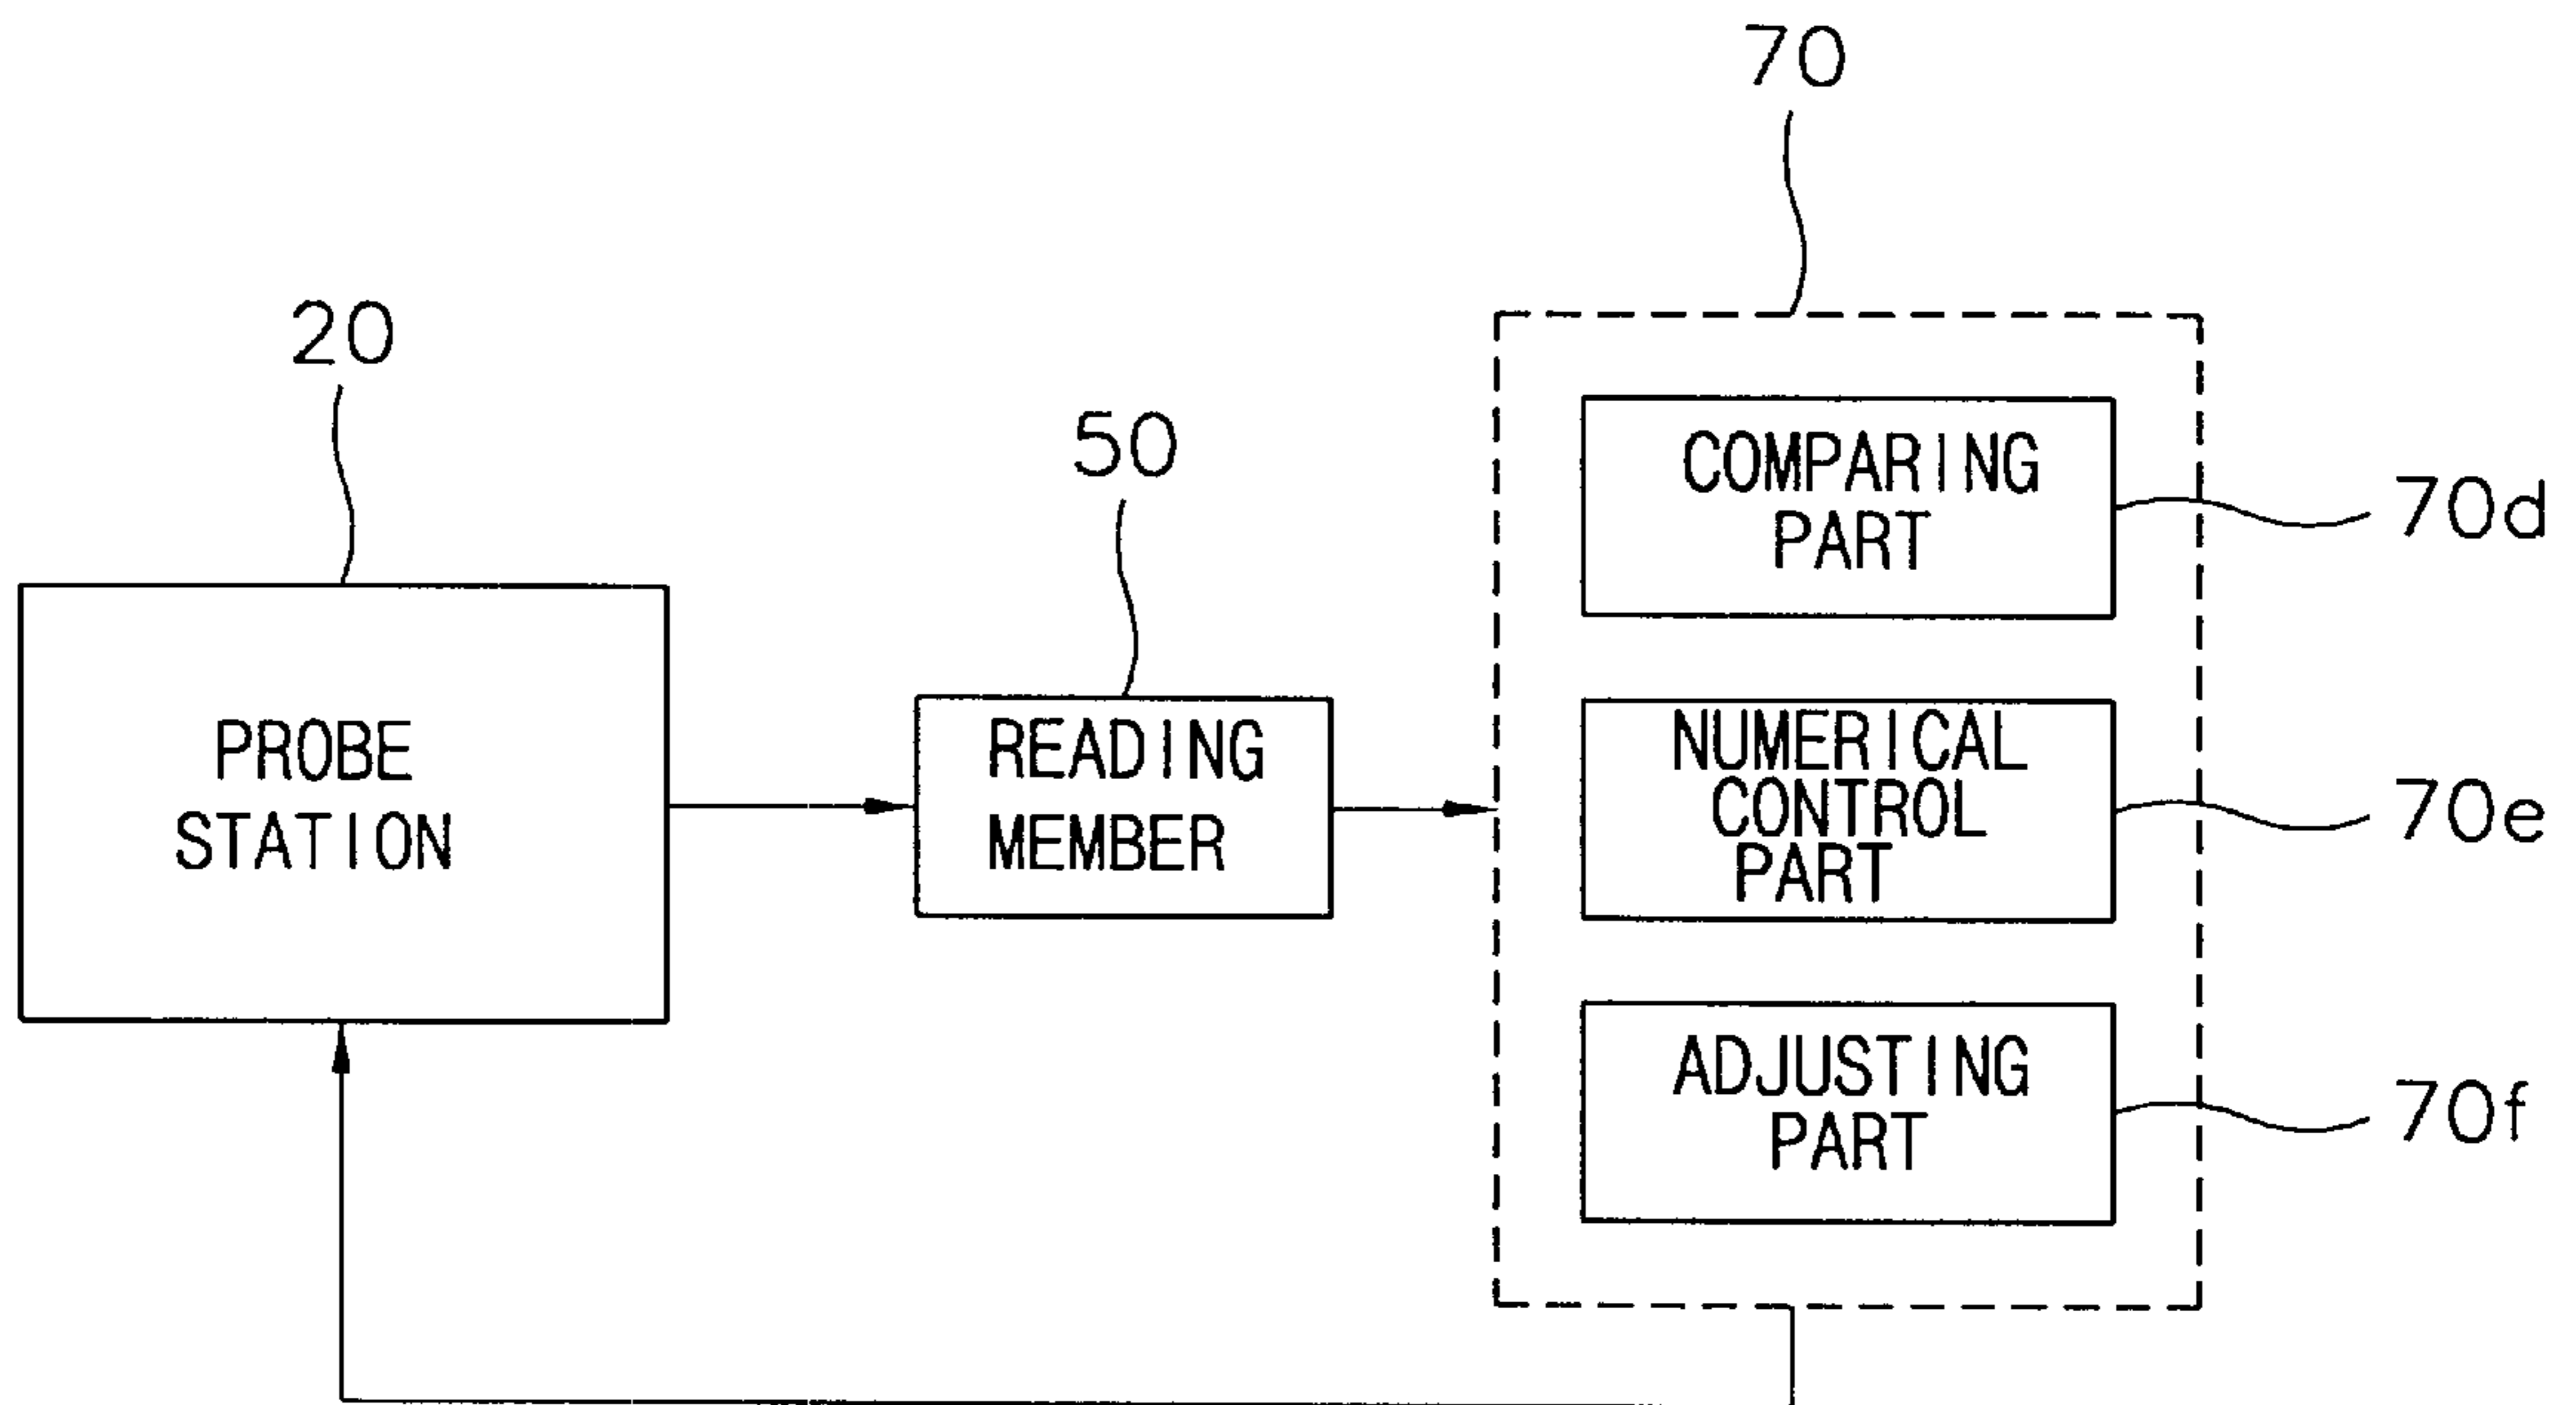 70
20
50
COMPARING
PART
70d
PROBE
STATION
READING
MEMBER
NUMERICAL
CONTROL
PART
70e
ADJUSTING
PART
70f